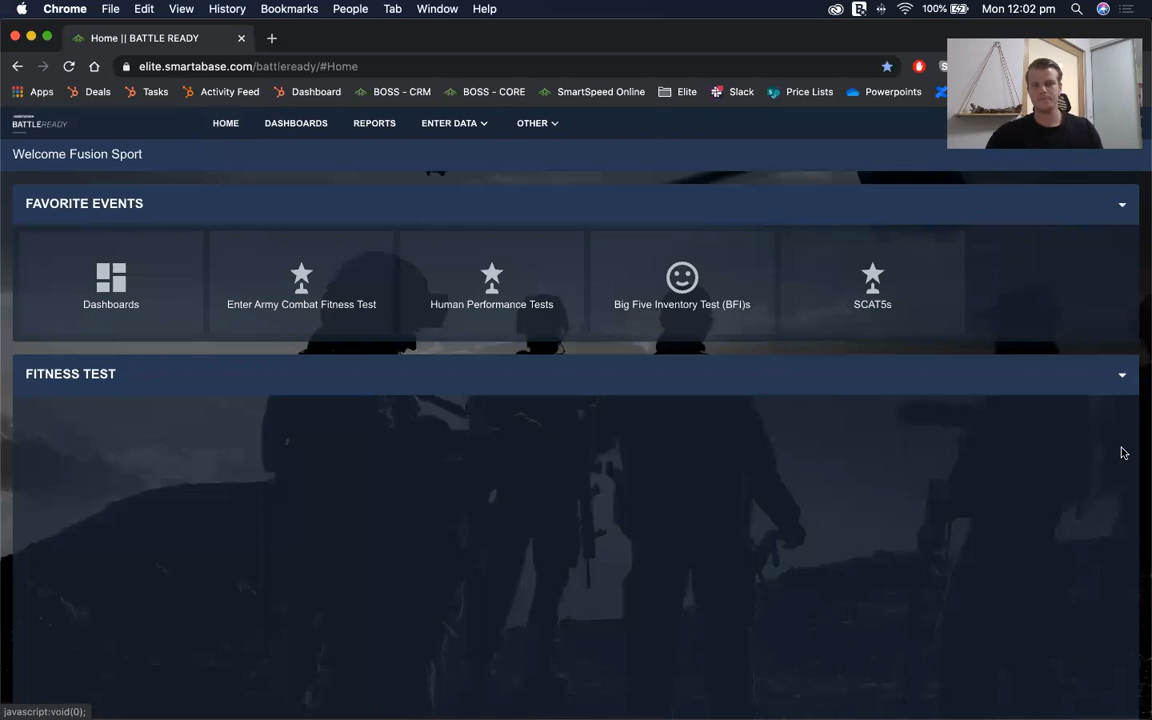 Chrome File Edit View History Bookmarks People Tab Window Help 100% Mon 12:02 pm
Home || BATTLE READY
elite.smartabase.com/battleready/#Home
Apps Deals Tasks Activity Feed Dashboard BOSS - CRM BOSS - CORE SmartSpeed Online Elite Slack Price Lists Powerpoints
BATTLEREADY HOME DASHBOARDS REPORTS ENTER DATA OTHER
Welcome Fusion Sport
FAVORITE EVENTS
Dashboards Enter Army Combat Fitness Test Human Performance Tests Big Five Inventory Test (BFI)s SCAT5s
FITNESS TEST
javascript:void(0);